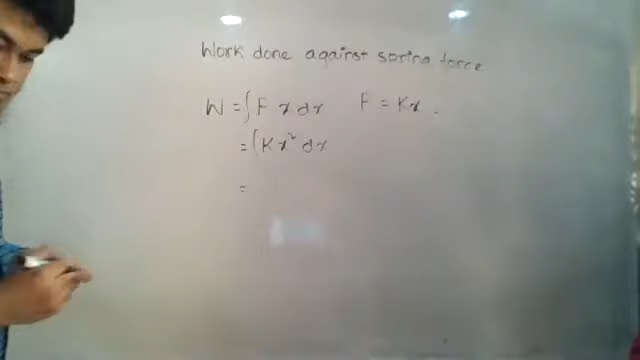 Work done against spring force
W = ∫ F x dx F = Kx .
= ∫ K x² dx
=